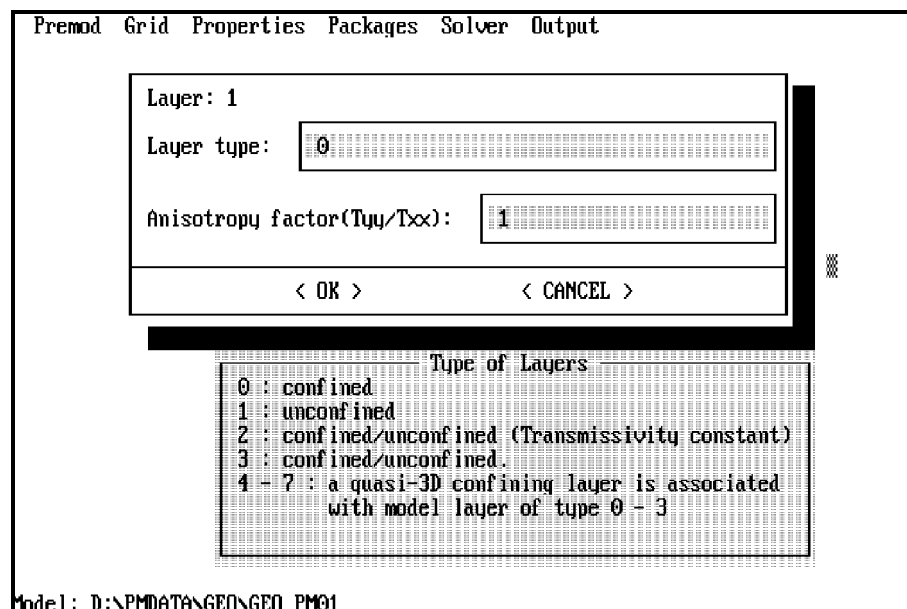 Premod Grid Properties Packages Solver Output
Layer: 1
Layer type: 0
Anisotropy factor(Tyy/Txx): 1
< OK > < CANCEL >
Type of Layers
0 : confined
1 : unconfined
2 : confined/unconfined (Transmissivity constant)
3 : confined/unconfined.
4 - 7 : a quasi-3D confining layer is associated
with model layer of type 0 - 3
Model: D:\PMDATA\GEO\GEO_PM01